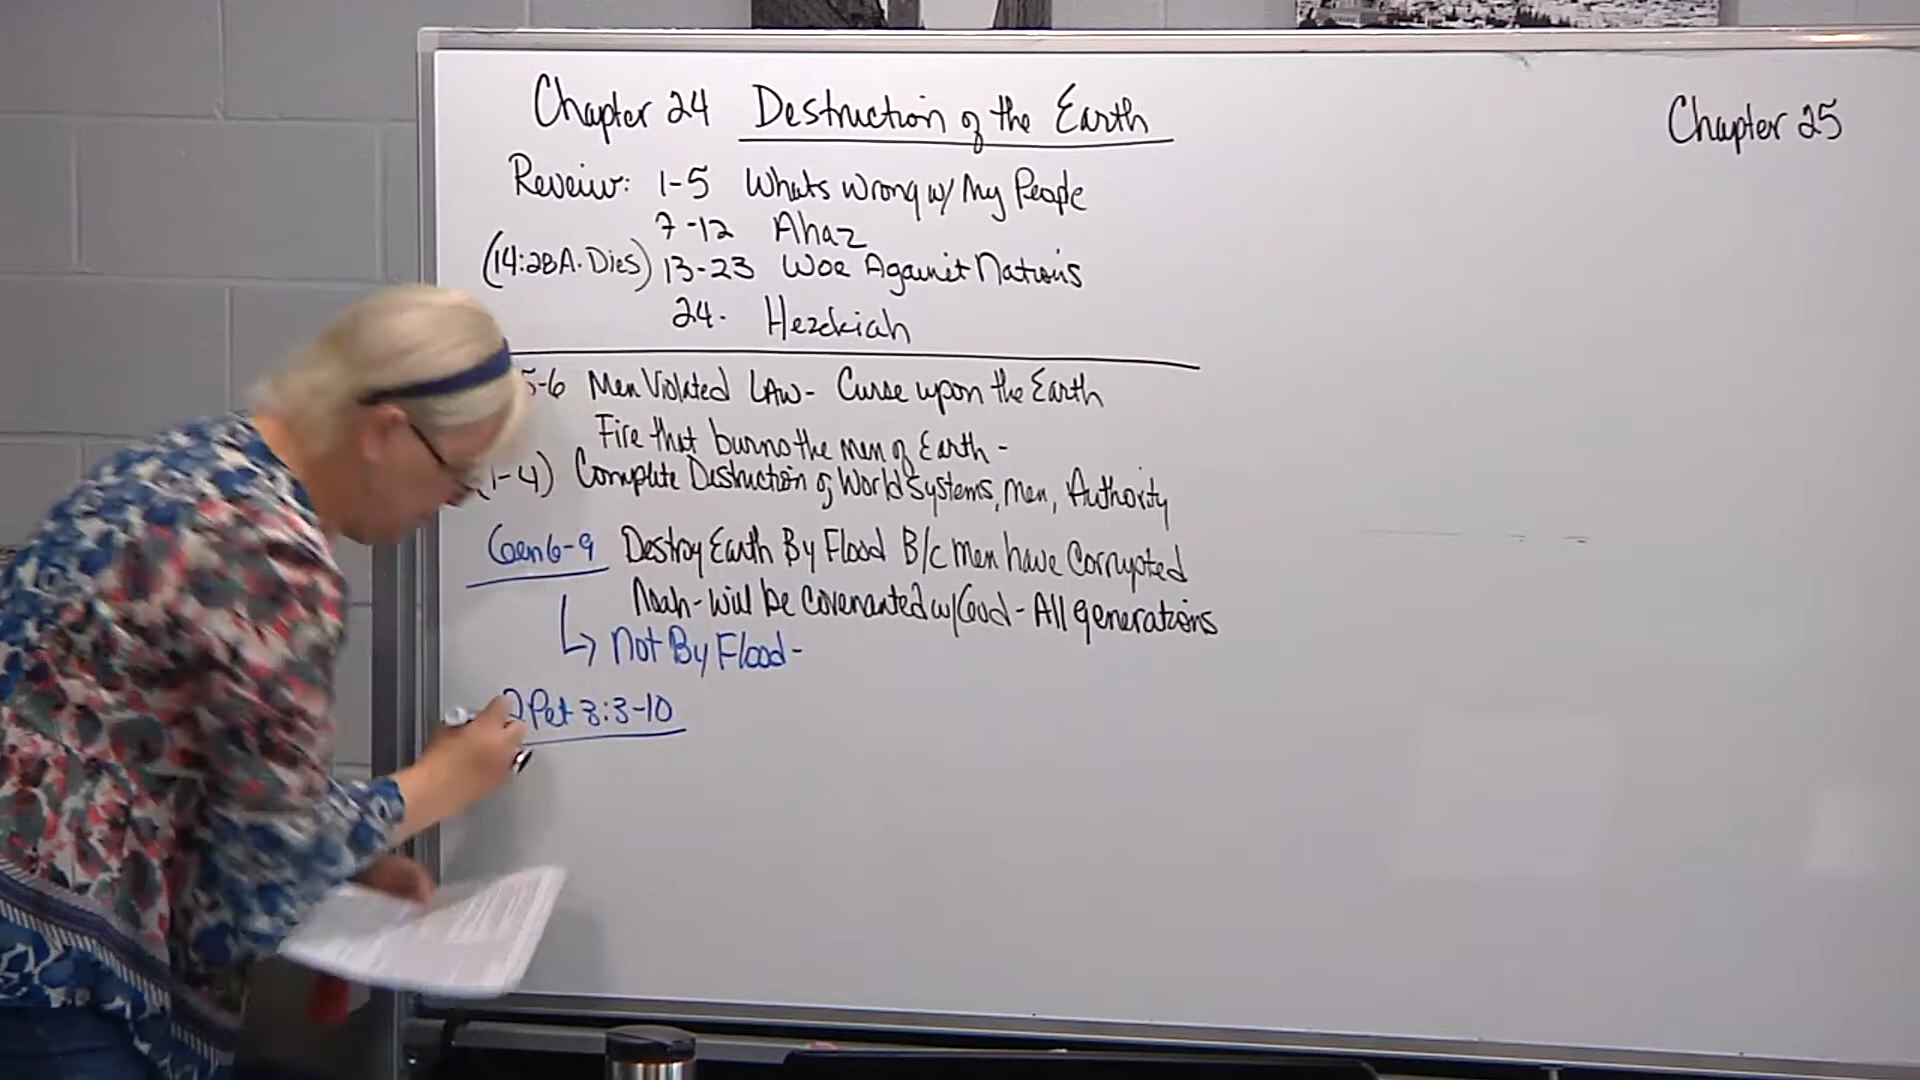 Chapter 24 Destruction of the Earth
Chapter 25
Reveiw: 1-5 Whats Wrong w/ My People
7-12 Ahaz
(14:28 A. Dies) 13-23 Woe Against Nations
24. Hezekiah
5-6 Men Violated LAW- Curse upon the Earth
Fire that burns the men of Earth -
1-4) Complete Destruction of World Systems, Men, Authority
Gen 6-9 Destroy Earth By Flood B/c Men have Corrupted
Noah- will be covenanted w/ God - All generations
↳ Not By Flood-
2 Pet 3:3-10